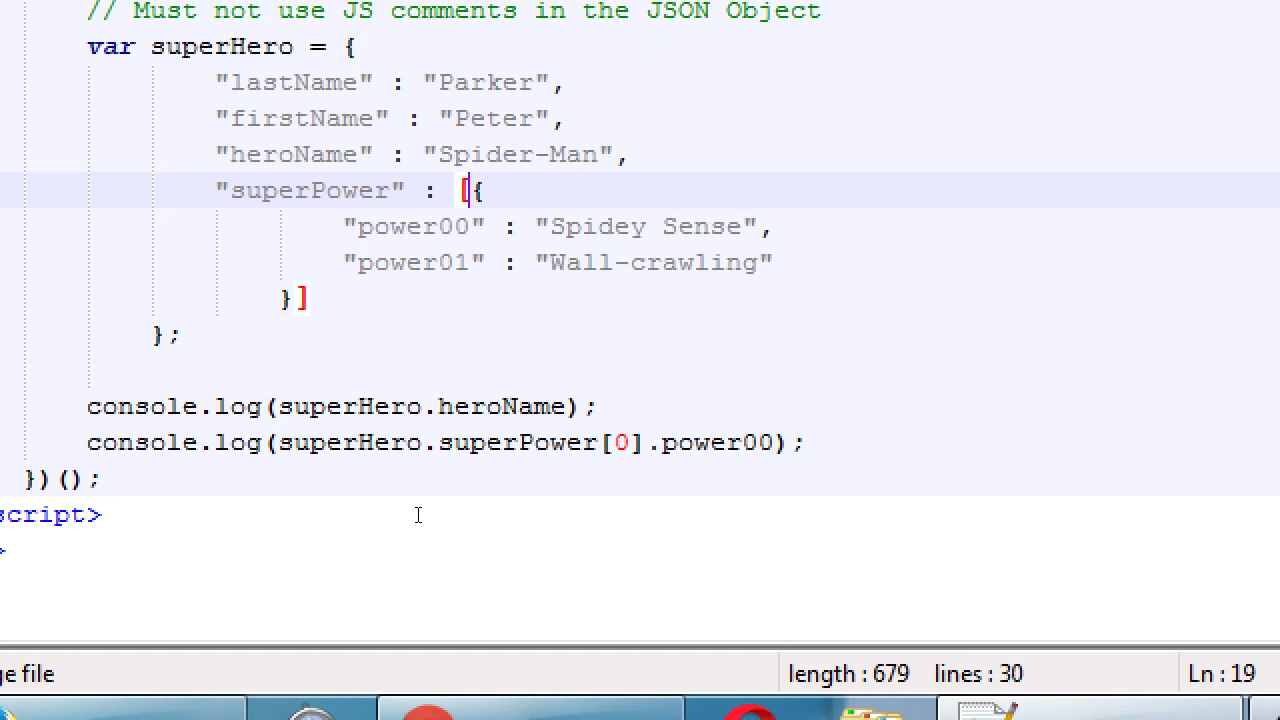 // Must not use JS comments in the JSON Object
var superHero = {
"lastName" : "Parker",
"firstName" : "Peter",
"heroName" : "Spider-Man",
"superPower" : [{
"power00" : "Spidey Sense",
"power01" : "Wall-crawling"
}]
};
console.log(superHero.heroName);
console.log(superHero.superPower[0].power00);
})();
script>
>
ge file length : 679 lines : 30 Ln : 19